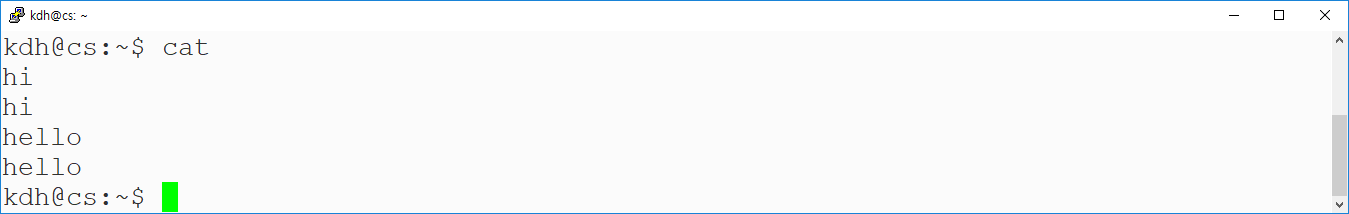 kdh@cs: ~
kdh@cs:~$ cat
hi
hi
hello
hello
kdh@cs:~$